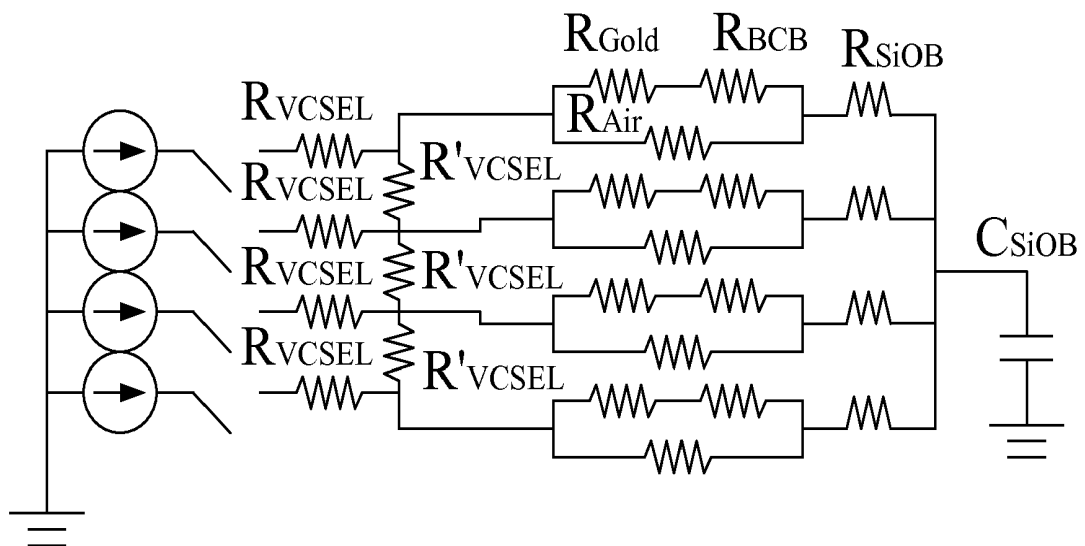 RGold RBCB RSiOB
RVCSEL RAir
RVCSEL R'VCSEL
RVCSEL R'VCSEL CSiOB
RVCSEL R'VCSEL